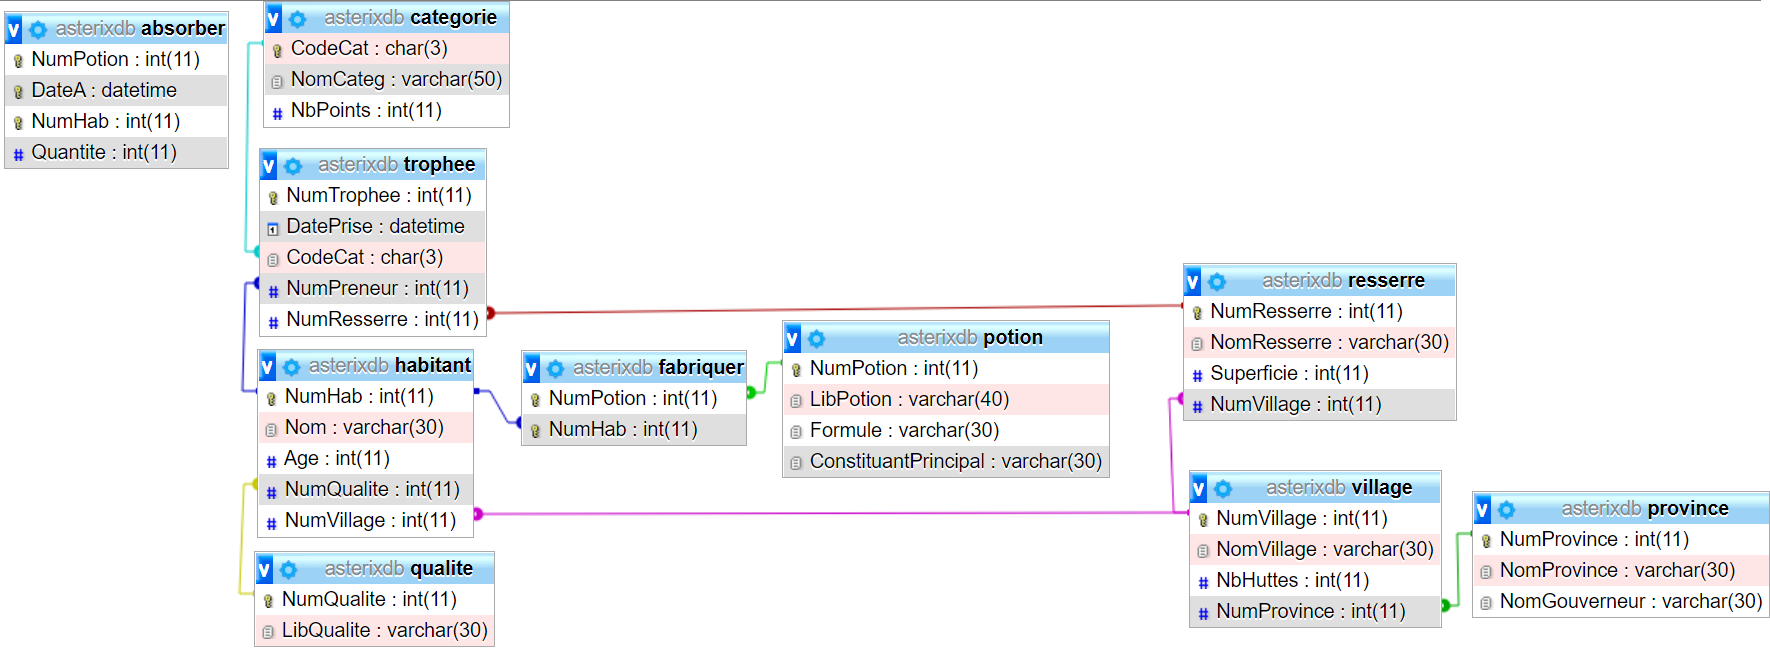 asterixdb absorber
NumPotion : int(11)
DateA : datetime
NumHab : int(11)
Quantite : int(11)
asterixdb categorie
CodeCat : char(3)
NomCateg : varchar(50)
NbPoints : int(11)
asterixdb trophee
NumTrophee : int(11)
DatePrise : datetime
CodeCat : char(3)
NumPreneur : int(11)
NumResserre : int(11)
asterixdb habitant
NumHab : int(11)
Nom : varchar(30)
Age : int(11)
NumQualite : int(11)
NumVillage : int(11)
asterixdb qualite
NumQualite : int(11)
LibQualite : varchar(30)
asterixdb fabriquer
NumPotion : int(11)
NumHab : int(11)
asterixdb potion
NumPotion : int(11)
LibPotion : varchar(40)
Formule : varchar(30)
ConstituantPrincipal : varchar(30)
asterixdb resserre
NumResserre : int(11)
NomResserre : varchar(30)
Superficie : int(11)
NumVillage : int(11)
asterixdb village
NumVillage : int(11)
NomVillage : varchar(30)
NbHuttes : int(11)
NumProvince : int(11)
asterixdb province
NumProvince : int(11)
NomProvince : varchar(30)
NomGouverneur : varchar(30)